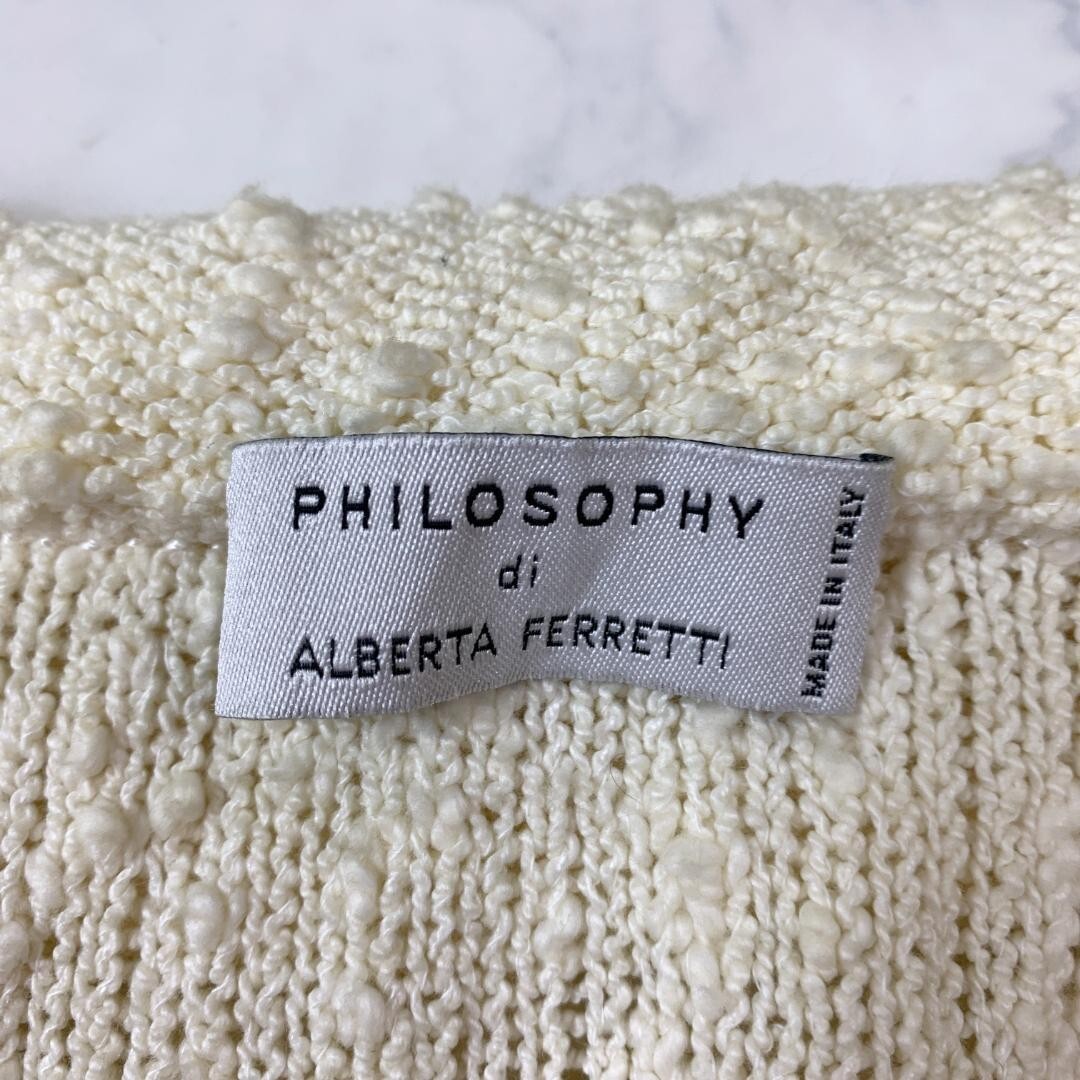 PHILOSOPHY
di
ALBERTA FERRETTI
MADE IN ITALY